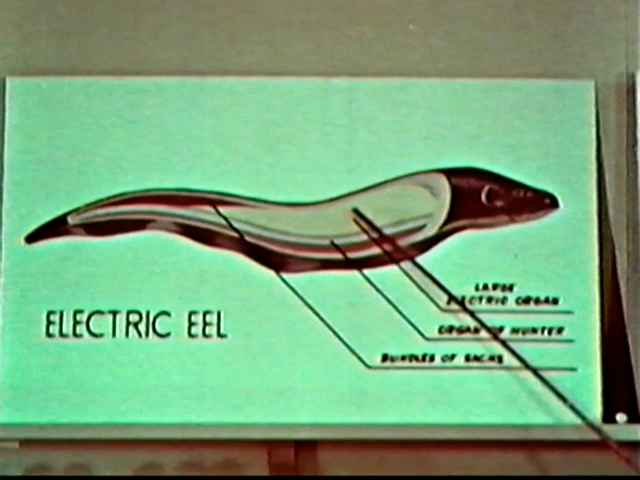 LARGE
ELECTRIC ORGAN
ELECTRIC EEL
ORGAN OF HUNTER
BUNDLES OF SACHS